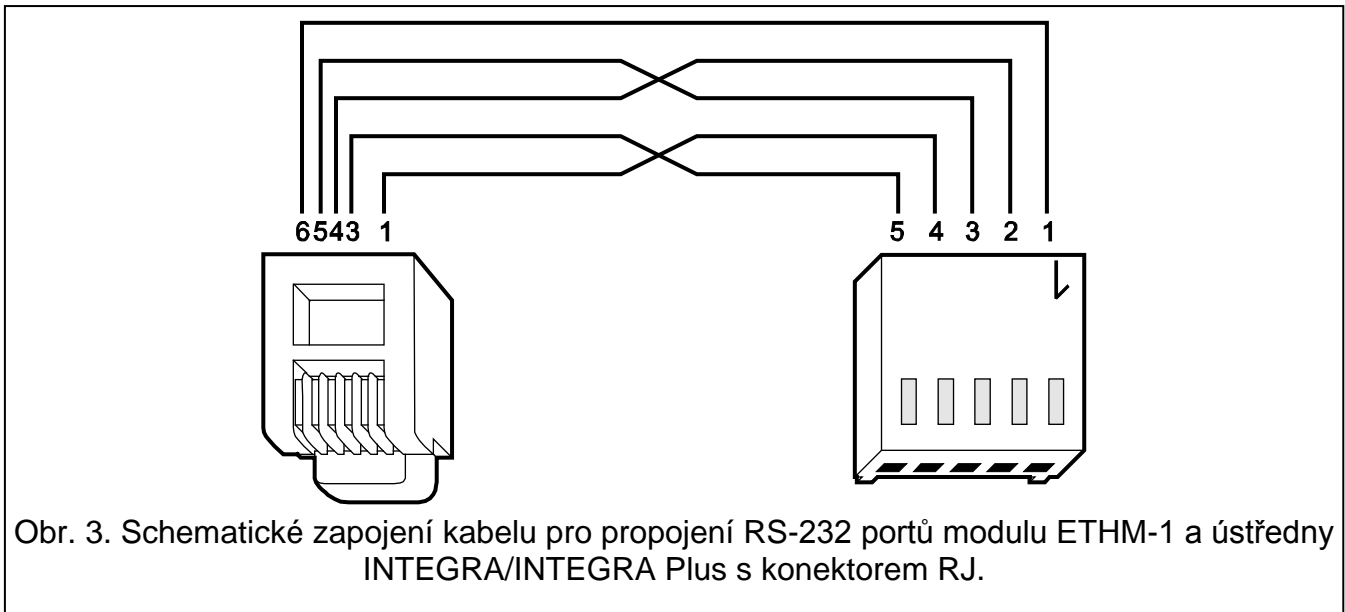 6543 1 5 4 3 2 1
Obr. 3. Schematické zapojení kabelu pro propojení RS-232 portů modulu ETHM-1 a ústředny
INTEGRA/INTEGRA Plus s konektorem RJ.